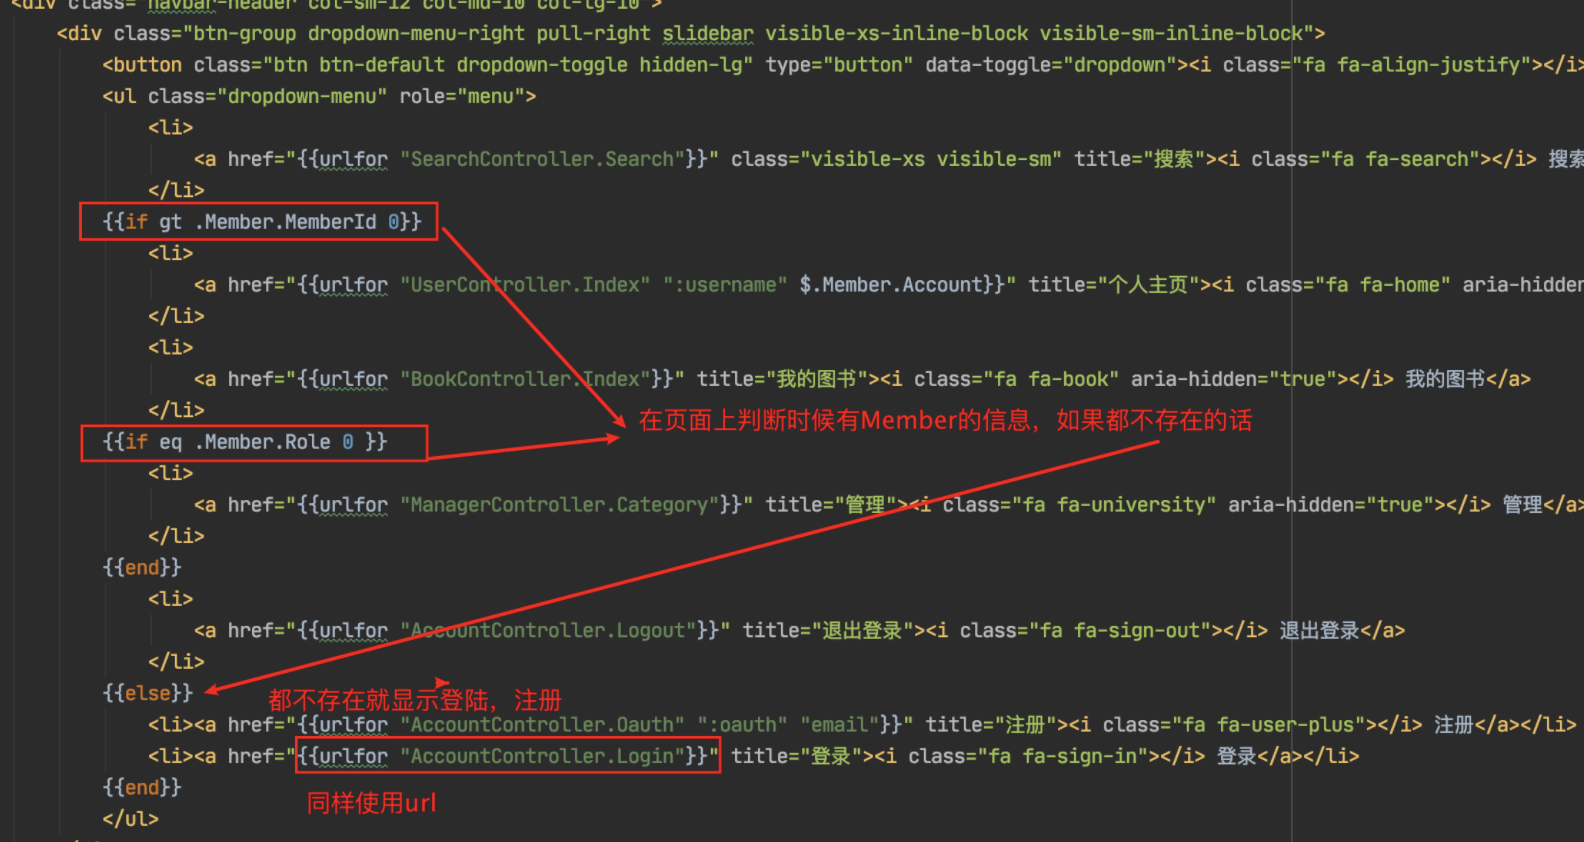 <div class="navbar-header col-sm-12 col-md-10 col-lg-10">
<div class="btn-group dropdown-menu-right pull-right slidebar visible-xs-inline-block visible-sm-inline-block">
<button class="btn btn-default dropdown-toggle hidden-lg" type="button" data-toggle="dropdown"><i class="fa fa-align-justify"></i>
<ul class="dropdown-menu" role="menu">
<li>
<a href="{{urlfor "SearchController.Search"}}" class="visible-xs visible-sm" title="搜索"><i class="fa fa-search"></i> 搜索
</li>
{{if gt .Member.MemberId 0}}
<li>
<a href="{{urlfor "UserController.Index" ":username" $.Member.Account}}" title="个人主页"><i class="fa fa-home" aria-hidden
</li>
<li>
<a href="{{urlfor "BookController.Index"}}" title="我的图书"><i class="fa fa-book" aria-hidden="true"></i> 我的图书</a>
</li>
在页面上判断时候有Member的信息，如果都不存在的话
{{if eq .Member.Role 0 }}
<li>
<a href="{{urlfor "ManagerController.Category"}}" title="管理"><i class="fa fa-university" aria-hidden="true"></i> 管理</a>
</li>
{{end}}
<li>
<a href="{{urlfor "AccountController.Logout"}}" title="退出登录"><i class="fa fa-sign-out"></i> 退出登录</a>
</li>
{{else}}
都不存在就显示登陆，注册
<li><a href="{{urlfor "AccountController.Oauth" ":oauth" "email"}}" title="注册"><i class="fa fa-user-plus"></i> 注册</a></li>
<li><a href="{{urlfor "AccountController.Login"}}" title="登录"><i class="fa fa-sign-in"></i> 登录</a></li>
{{end}}
同样使用url
</ul>